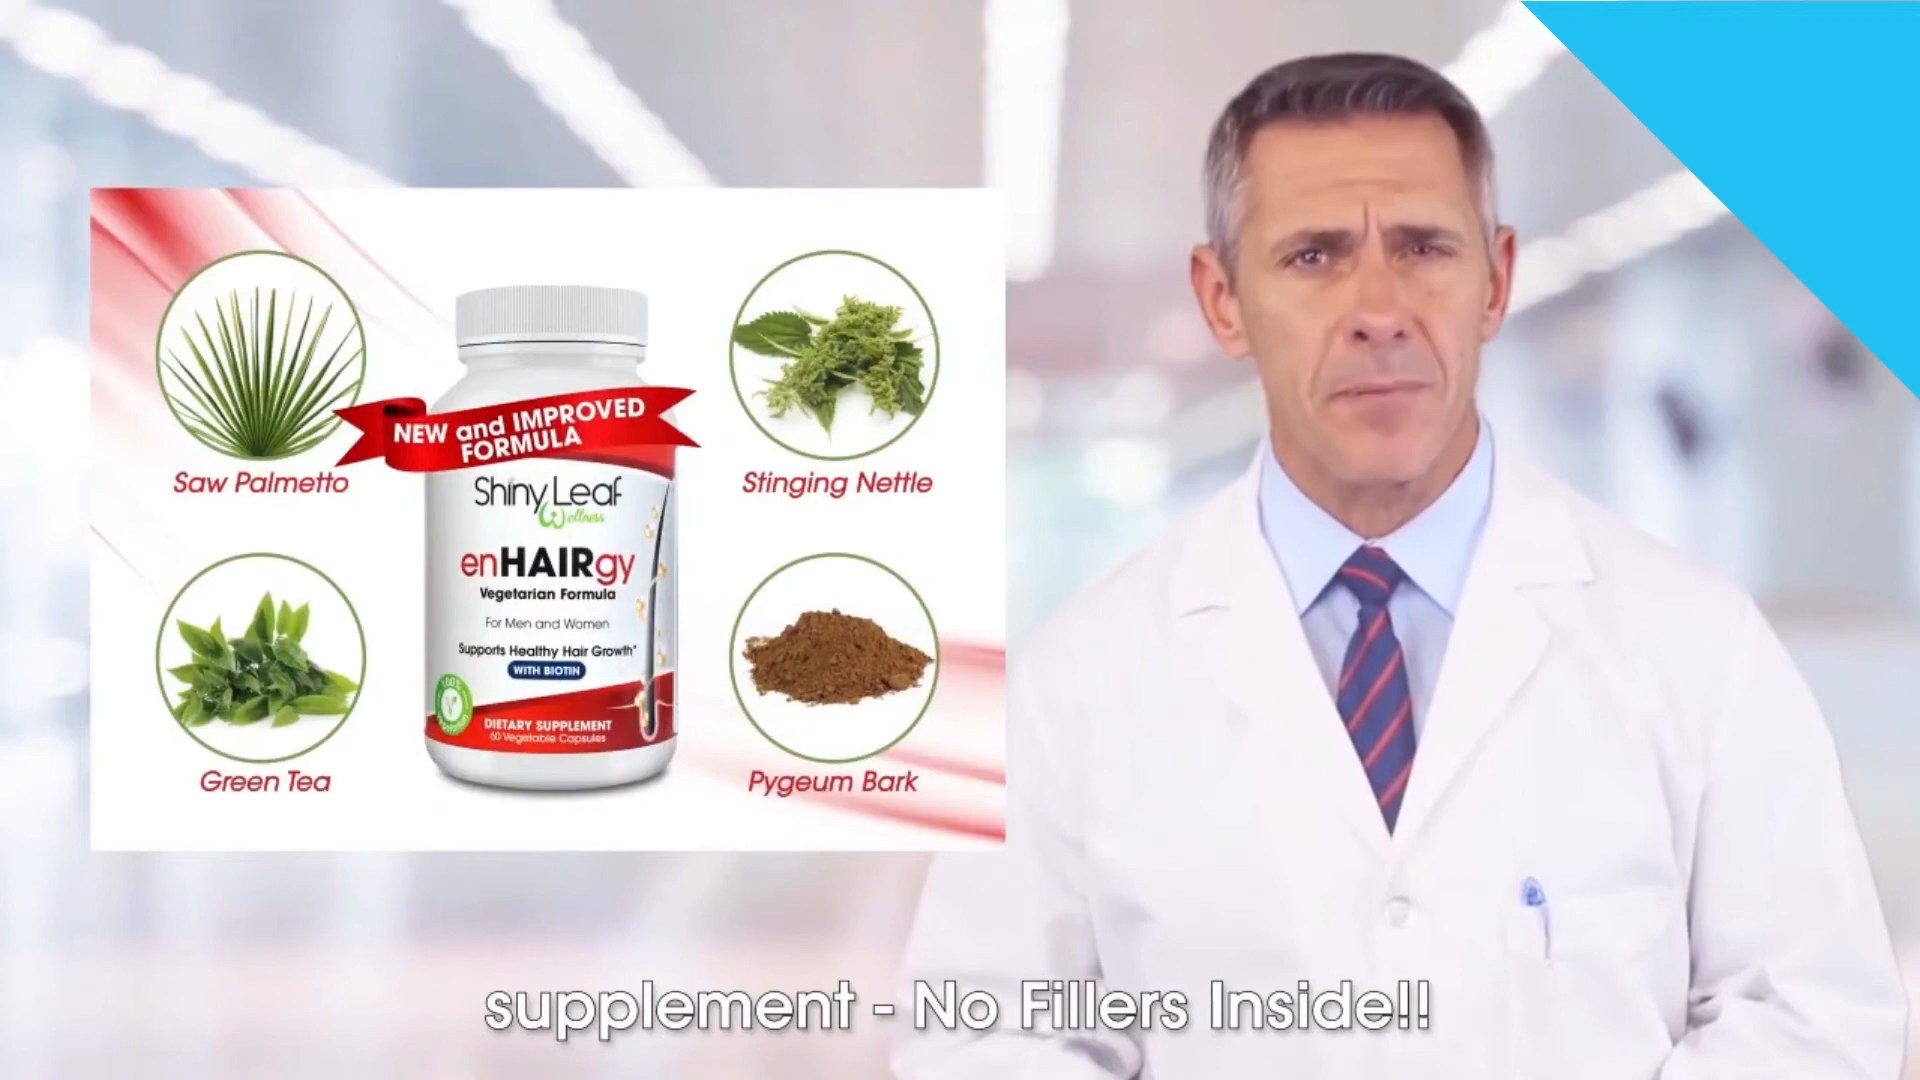 NEW and IMPROVED
FORMULA
Saw Palmetto
Stinging Nettle
Shiny Leaf
Wellness
enHAIRgy
Vegetarian Formula
For Men and Women
Supports Healthy Hair Growth*
WITH BIOTIN
100%
DIETARY SUPPLEMENT
60 Vegetable Capsules
Green Tea
Pygeum Bark
supplement - No Fillers Inside!!